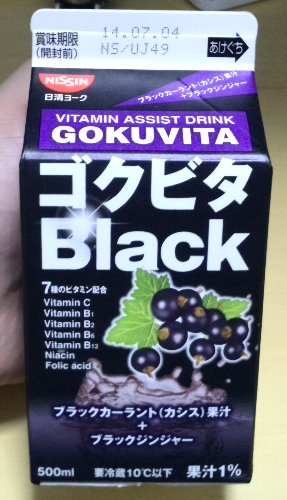 賞味期限
(開封前)
14.07.04
NS/UJ49
あけぐち
NISSIN
日清ヨーク
ブラックカーラント(カシス)果汁
+ブラックジンジャー
VITAMIN ASSIST DRINK
GOKUVITA
ゴクビタ
Black
7種のビタミン配合
Vitamin C
Vitamin B1
Vitamin B2
Vitamin B6
Vitamin B12
Niacin
Folic acid
ブラックカーラント(カシス)果汁
+
ブラックジンジャー
500ml 要冷蔵10℃以下 果汁1%